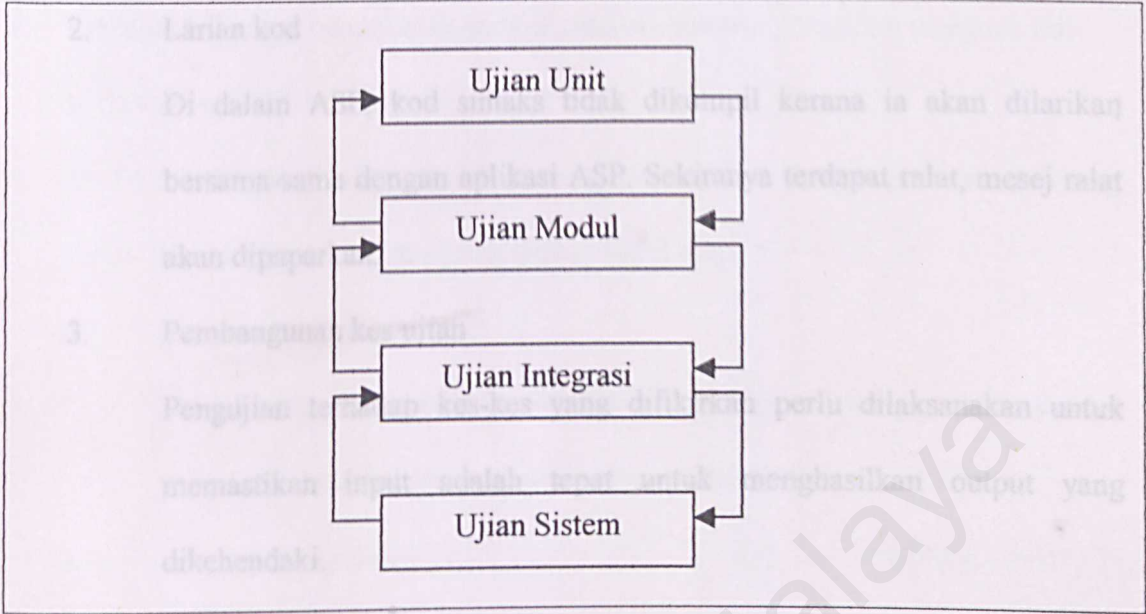 2. Larian kod
Di dalam ASP, kod sintaks tidak dikompil kerana ia akan dilarikan
bersama-sama dengan aplikasi ASP. Sekiranya terdapat ralat, mesej ralat
akan dipaparkan.
3. Pembangunan kes ujian
Pengujian terhadap kes-kes yang difikirkan perlu dilaksanakan untuk
memastikan input adalah tepat untuk menghasilkan output yang
dikehendaki.
Ujian Unit
Ujian Modul
Ujian Integrasi
Ujian Sistem
alaya